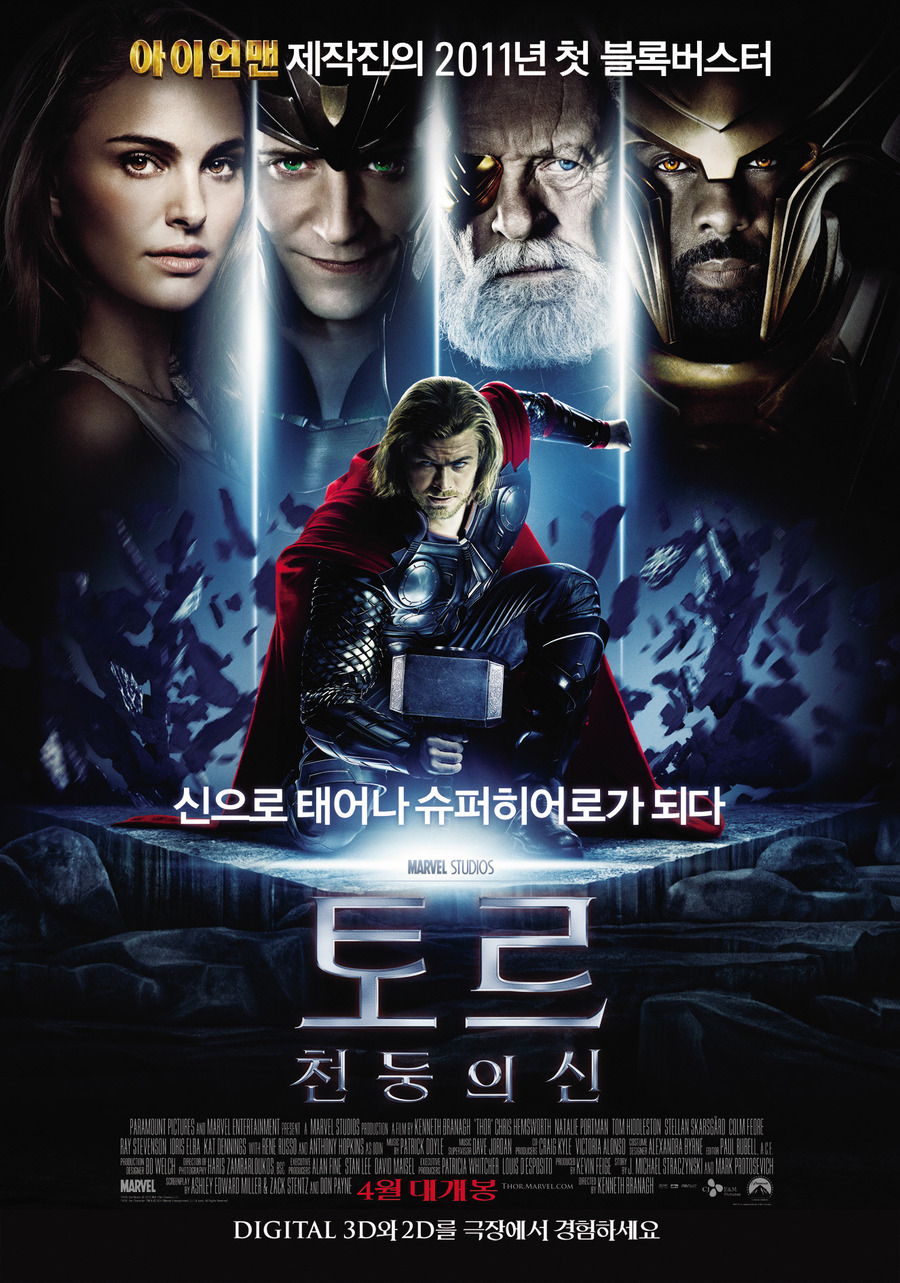 아이언맨 제작진의 2011년 첫 블록버스터
신으로 태어나 슈퍼히어로가 되다
MARVEL STUDIOS
토르
천둥의 신
PARAMOUNT PICTURES AND MARVEL ENTERTAINMENT PRESENT A MARVEL STUDIOS PRODUCTION A FILM BY KENNETH BRANAGH "THOR" CHRIS HEMSWORTH NATALIE PORTMAN TOM HIDDLESTON STELLAN SKARSGÅRD COLM FEORE
RAY STEVENSON IDRIS ELBA KAT DENNINGS WITH RENE RUSSO AND ANTHONY HOPKINS AS ODIN MUSIC BY PATRICK DOYLE MUSIC SUPERVISOR DAVE JORDAN CO PRODUCERS CRAIG KYLE VICTORIA ALONSO COSTUME DESIGNER ALEXANDRA BYRNE EDITOR PAUL RUBELL A.C.E.
PRODUCTION DESIGNER BO WELCH DIRECTOR OF PHOTOGRAPHY HARIS ZAMBARLOUKOS BSC EXECUTIVE PRODUCERS ALAN FINE STAN LEE DAVID MAISEL EXECUTIVE PRODUCERS PATRICIA WHITCHER LOUIS D'ESPOSITO PRODUCED BY KEVIN FEIGE STORY BY J. MICHAEL STRACZYNSKI AND MARK PROTOSEVICH
MARVEL SCREENPLAY BY ASHLEY EDWARD MILLER & ZACK STENTZ AND DON PAYNE 4월 대개봉 THOR.MARVEL.COM DIRECTED BY KENNETH BRANAGH CJ E&M Pictures
DIGITAL 3D와 2D를 극장에서 경험하세요